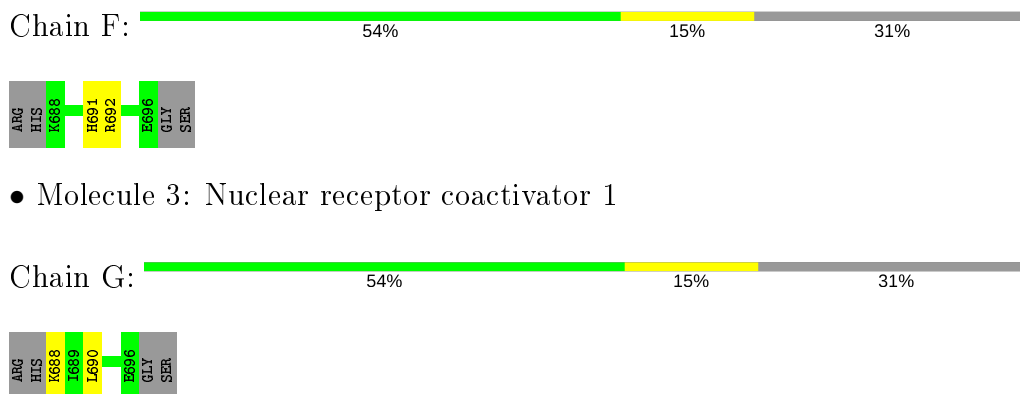 Chain F:
54% 15% 31%
ARG HIS K688 H691 R692 E696 GLY SER
• Molecule 3: Nuclear receptor coactivator 1
Chain G:
54% 15% 31%
ARG HIS K688 I689 L690 E696 GLY SER